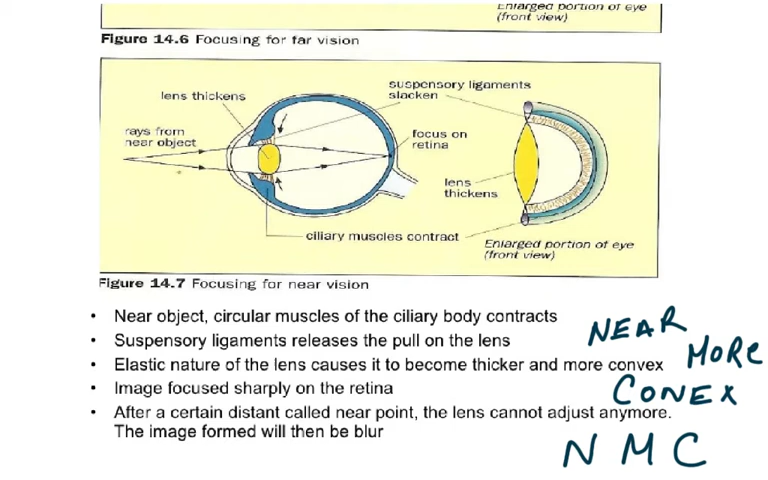 Enlarged portion of eye
(front view)
Figure 14.6 Focusing for far vision
suspensory ligaments
slacken
lens thickens
rays from
near object
focus on
retina
lens
thickens
ciliary muscles contract
Enlarged portion of eye
(front view)
Figure 14.7 Focusing for near vision
• Near object, circular muscles of the ciliary body contracts
• Suspensory ligaments releases the pull on the lens
• Elastic nature of the lens causes it to become thicker and more convex
• Image focused sharply on the retina
• After a certain distant called near point, the lens cannot adjust anymore.
The image formed will then be blur
NEAR
MORE
CONEX
N M C